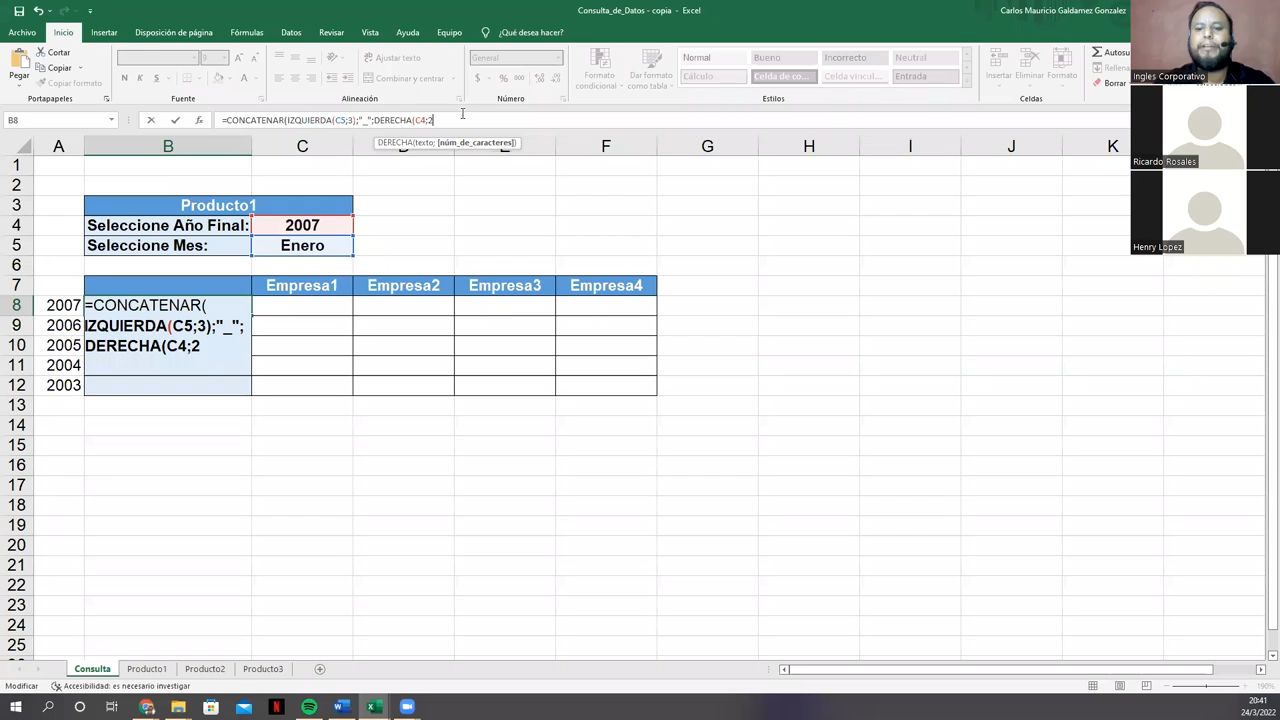 Consulta_de_Datos - copia - Excel
Carlos Mauricio Galdamez Gonzalez
Archivo Inicio Insertar Disposición de página Fórmulas Datos Revisar Vista Ayuda Equipo ¿Qué desea hacer?
Pegar
Cortar
Copiar
Copiar formato
Portapapeles
N K S
Fuente
Ajustar texto
Combinar y centrar
Alineación
General
$ % 000
Número
Formato Condicional
Dar formato como tabla
Normal Bueno Incorrecto Neutral
Cálculo Celda de co... Celda vincul... Entrada
Estilos
Insertar Eliminar Formato
Celdas
Autosu
Borrar
Ingles Corporativo
Ricardo Rosales
Henry Lopez
B8 fx =CONCATENAR(IZQUIERDA(C5;3);"_";DERECHA(C4;2
DERECHA(texto; [núm_de_caracteres])
A B C D E F G H I J K
1
2
3 Producto1
4 Seleccione Año Final: 2007
5 Seleccione Mes: Enero
6
7 Empresa1 Empresa2 Empresa3 Empresa4
8 2007 =CONCATENAR(
9 2006 IZQUIERDA(C5;3);"_";
10 2005 DERECHA(C4;2
11 2004
12 2003
13
14
15
16
17
18
19
20
21
22
23
24
25
Consulta Producto1 Producto2 Producto3
Modificar Accesibilidad: es necesario investigar 190%
20:41
24/3/2022